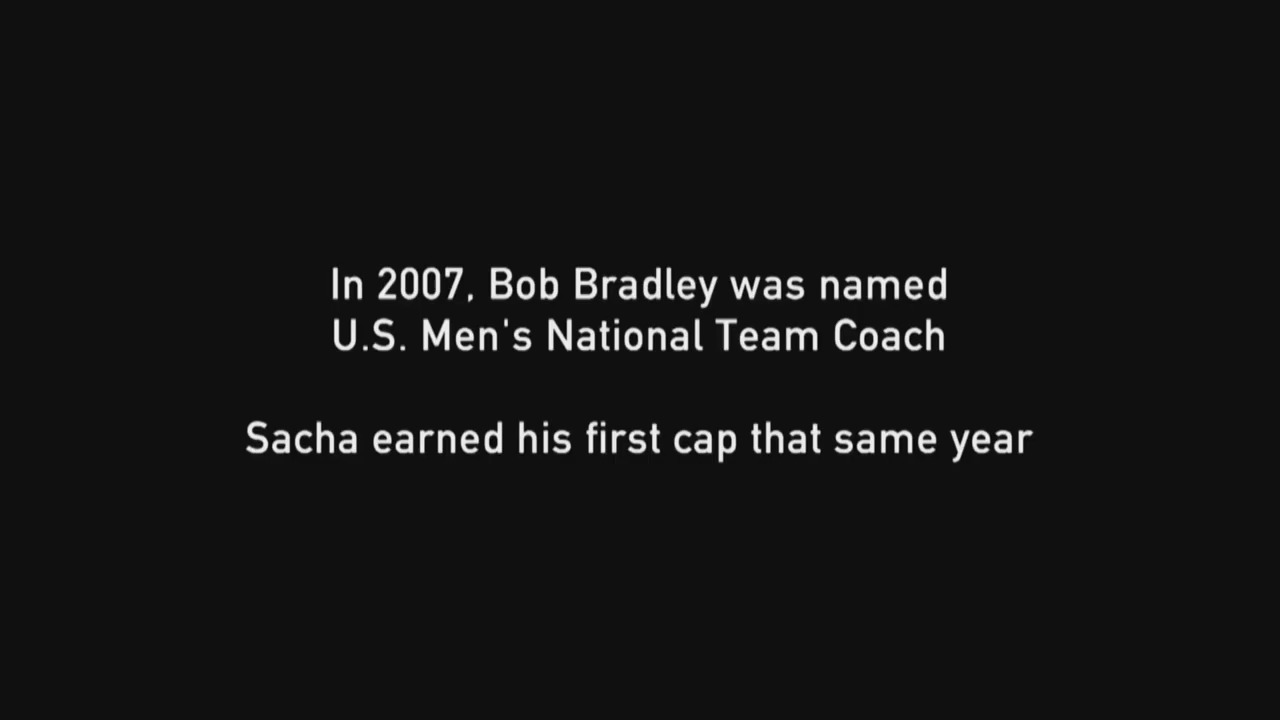 In 2007, Bob Bradley was named
U.S. Men's National Team Coach
Sacha earned his first cap that same year